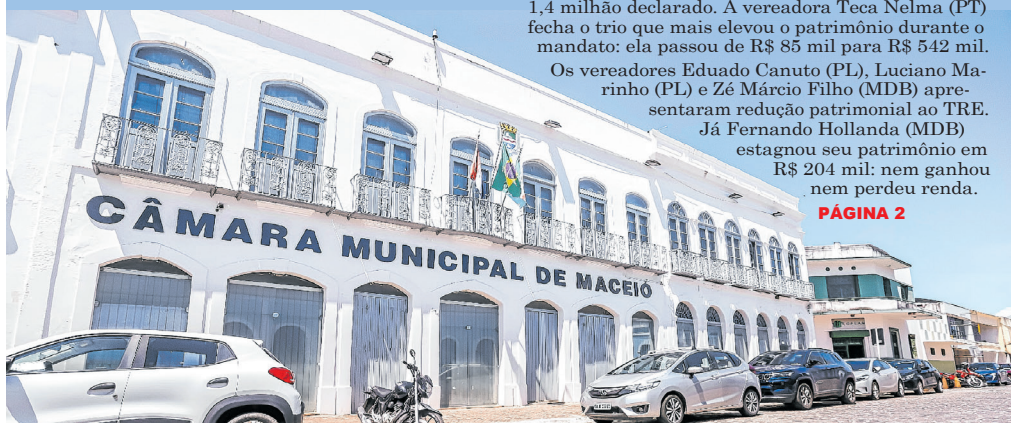 1,4 milhão declarado. A vereadora Teca Nelma (PT)
fecha o trio que mais elevou o patrimônio durante o
mandato: ela passou de R$ 85 mil para R$ 542 mil.
Os vereadores Eduado Canuto (PL), Luciano Ma-
rinho (PL) e Zé Márcio Filho (MDB) apre-
sentaram redução patrimonial ao TRE.
Já Fernando Hollanda (MDB)
estagnou seu patrimônio em
R$ 204 mil: nem ganhou
nem perdeu renda.
PÁGINA 2
CÂMARA MUNICIPAL DE MACEIÓ